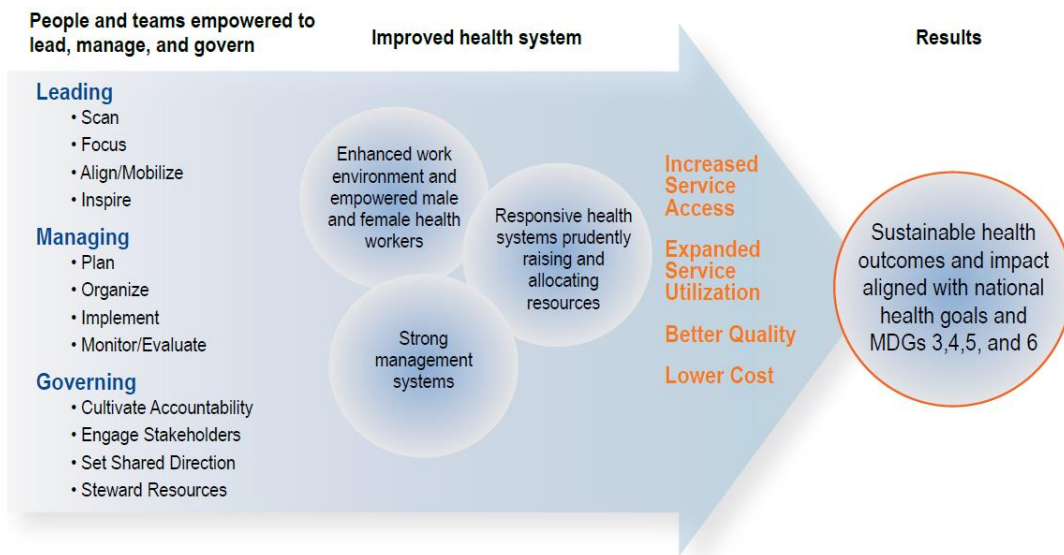 People and teams empowered to
lead, manage, and govern
Improved health system
Results
Leading
• Scan
• Focus
• Align/Mobilize
• Inspire
Managing
• Plan
• Organize
• Implement
• Monitor/Evaluate
Governing
• Cultivate Accountability
• Engage Stakeholders
• Set Shared Direction
• Steward Resources
Enhanced work
environment and
empowered male
and female health
workers
Responsive health
systems prudently
raising and
allocating
resources
Strong
management
systems
Increased
Service
Access
Expanded
Service
Utilization
Better Quality
Lower Cost
Sustainable health
outcomes and impact
aligned with national
health goals and
MDGs 3,4,5, and 6